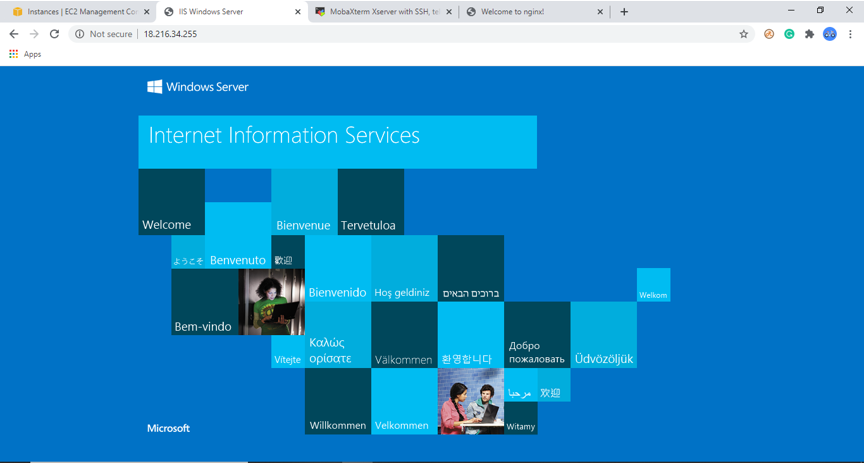 Instances | EC2 Management Co
IIS Windows Server
MobaXterm Xserver with SSH, te
Welcome to nginx!
Not secure
18.216.34.255
Apps
Windows Server
Internet Information Services
Welcome
Bienvenue
Tervetuloa
ようこそ
Benvenuto
歡迎
Bienvenido
Hoş geldiniz
ברוכים הבאים
Welkom
Bem-vindo
Vítejte
Καλώς
ορίσατε
Välkommen
환영합니다
Добро
пожаловать
Üdvözöljük
Willkommen
Velkommen
مرحبا
欢迎
Witamy
Microsoft